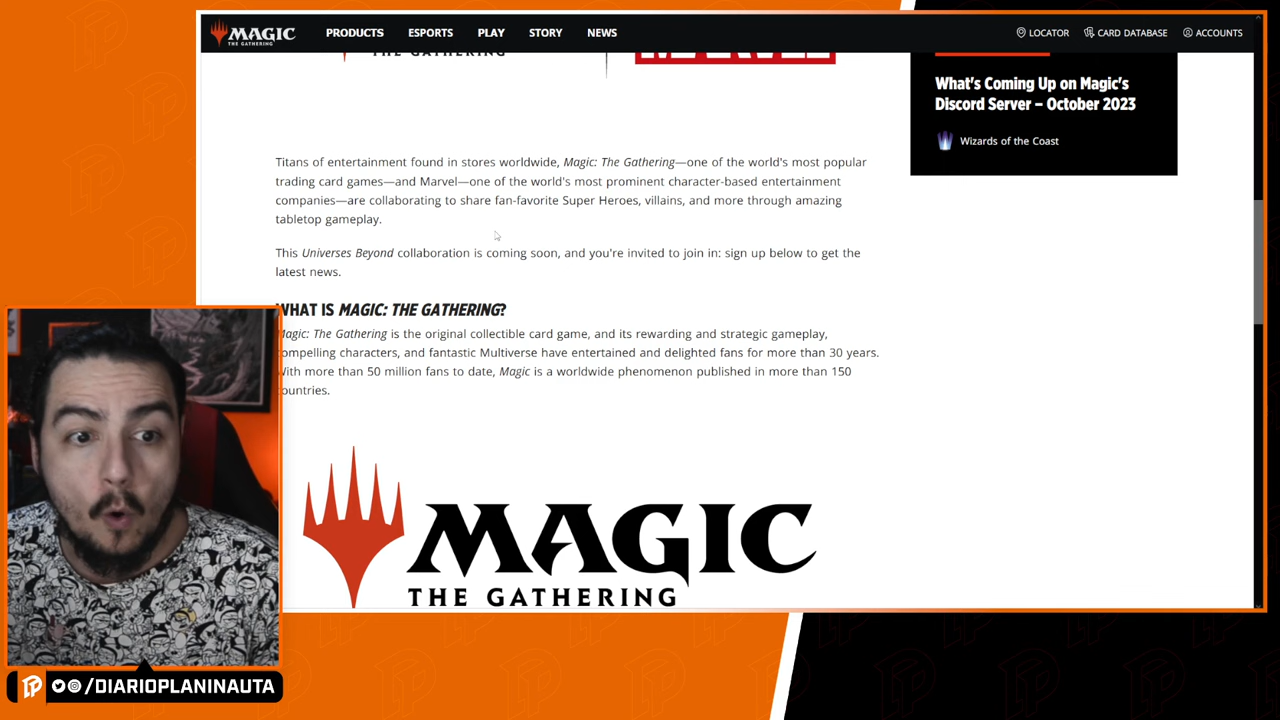 MAGIC
THE GATHERING
PRODUCTS
ESPORTS
PLAY
STORY
NEWS
LOCATOR
CARD DATABASE
ACCOUNTS
THE GATHERING
MARVEL
What's Coming Up on Magic's
Discord Server – October 2023
Wizards of the Coast
Titans of entertainment found in stores worldwide, Magic: The Gathering—one of the world's most popular
trading card games—and Marvel—one of the world's most prominent character-based entertainment
companies—are collaborating to share fan-favorite Super Heroes, villains, and more through amazing
tabletop gameplay.
This Universes Beyond collaboration is coming soon, and you're invited to join in: sign up below to get the
latest news.
WHAT IS MAGIC: THE GATHERING?
Magic: The Gathering is the original collectible card game, and its rewarding and strategic gameplay,
compelling characters, and fantastic Multiverse have entertained and delighted fans for more than 30 years.
With more than 50 million fans to date, Magic is a worldwide phenomenon published in more than 150
countries.
MAGIC
THE GATHERING
/DIARIOPLANINAUTA